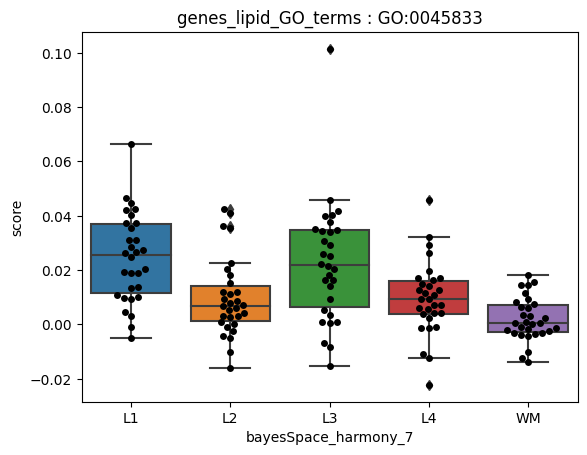 genes_lipid_GO_terms : GO:0045833
0.10
0.08
0.06
0.04
0.02
0.00
−0.02
score
L1 L2 L3 L4 WM
bayesSpace_harmony_7